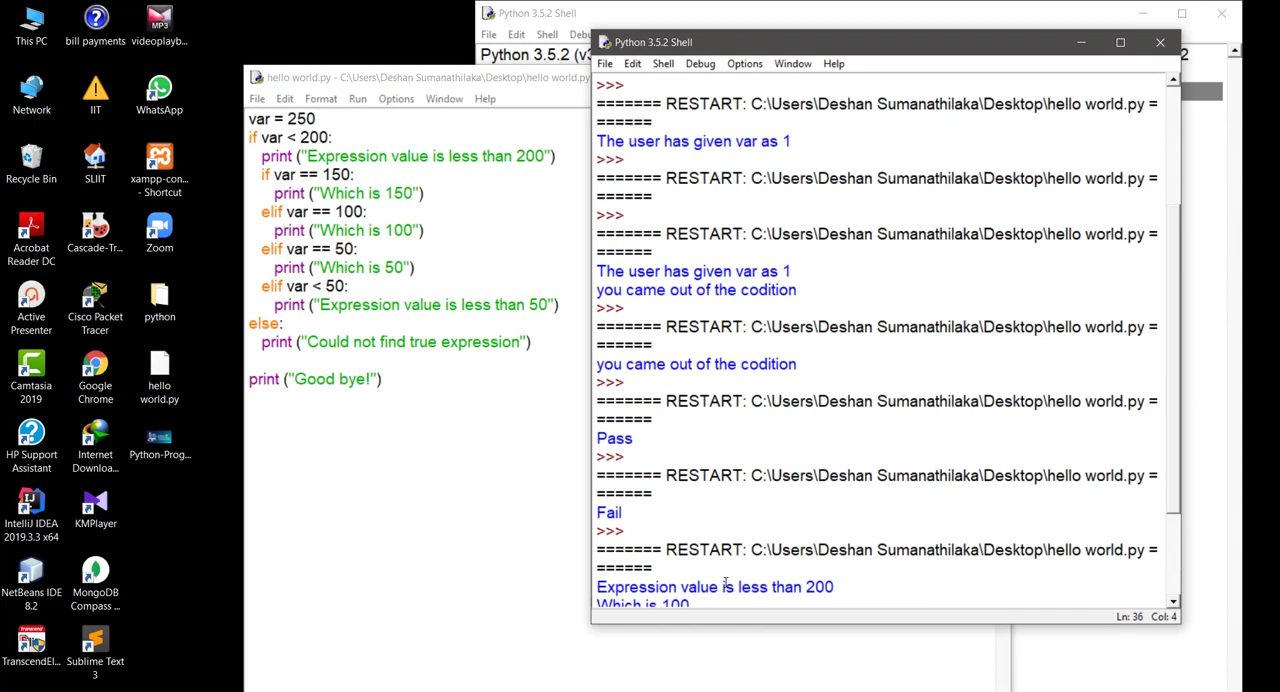 This PC
bill payments
videoplayb...
Network
IIT
WhatsApp
Recycle Bin
SLIIT
xampp-con...
- Shortcut
Acrobat
Reader DC
Cascade-Tr...
Zoom
Active
Presenter
Cisco Packet
Tracer
python
Camtasia
2019
Google
Chrome
hello
world.py
HP Support
Assistant
Internet
Downloa...
Python-Prog...
IntelliJ IDEA
2019.3.3 x64
KMPlayer
NetBeans IDE
8.2
MongoDB
Compass ...
TranscendEl...
Sublime Text
3
Python 3.5.2 Shell
File Edit Shell Debu
Python 3.5.2 (v3
2
hello world.py - C:\Users\Deshan Sumanathilaka\Desktop\hello world.py
File Edit Format Run Options Window Help
var = 250
if var < 200:
print ("Expression value is less than 200")
if var == 150:
print ("Which is 150")
elif var == 100:
print ("Which is 100")
elif var == 50:
print ("Which is 50")
elif var < 50:
print ("Expression value is less than 50")
else:
print ("Could not find true expression")
print ("Good bye!")
Python 3.5.2 Shell
File Edit Shell Debug Options Window Help
>>>
======= RESTART: C:\Users\Deshan Sumanathilaka\Desktop\hello world.py =
======
The user has given var as 1
>>>
======= RESTART: C:\Users\Deshan Sumanathilaka\Desktop\hello world.py =
======
>>>
======= RESTART: C:\Users\Deshan Sumanathilaka\Desktop\hello world.py =
======
The user has given var as 1
you came out of the codition
>>>
======= RESTART: C:\Users\Deshan Sumanathilaka\Desktop\hello world.py =
======
you came out of the codition
>>>
======= RESTART: C:\Users\Deshan Sumanathilaka\Desktop\hello world.py =
======
Pass
>>>
======= RESTART: C:\Users\Deshan Sumanathilaka\Desktop\hello world.py =
======
Fail
>>>
======= RESTART: C:\Users\Deshan Sumanathilaka\Desktop\hello world.py =
======
Expression value is less than 200
Which is 100
Ln: 36 Col: 4